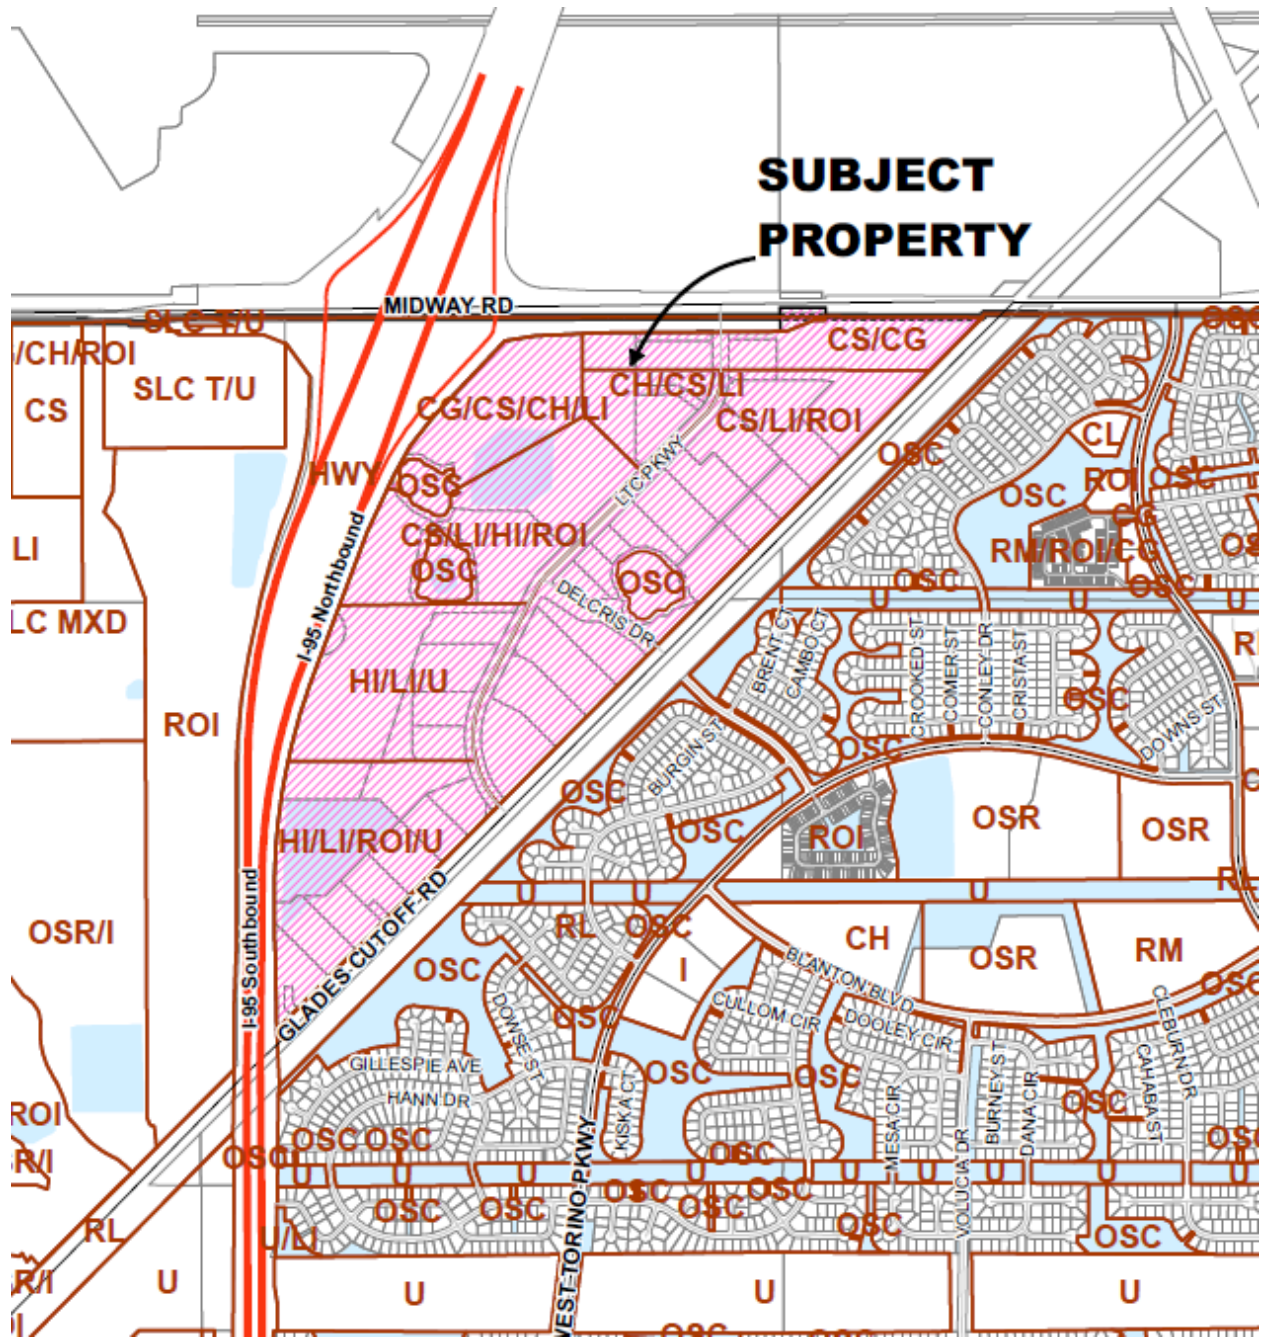 SUBJECT
PROPERTY
MIDWAY RD
SLC T/U
CS/CG
/CH/ROI
SLC T/U
CS
CH/CS/LI
CG/CS/CH/LI
CS/LI/ROI
CL
OSC
HWY
OSC
LTC PKWY
OSC
ROI
OSC
CG
CS/LI/HI/ROI
RM/ROI/CG
LI
OSC
OSC
OSC
OSC
I-95 Northbound
DELCRIS DR
U
U
U
LC MXD
BRENT CT
CAMBO CT
CROOKED ST
COMER ST
CONLEY DR
CRISTA ST
HI/LI/U
OSC
DOWNS ST
ROI
OSC
BURGIN ST
OSC
OSR
OSR
OSC
ROI
HI/LI/ROI/U
GLADES CUTOFF RD
U
U
U
RL
I-95 Southbound
RL
OSC
CH
OSR/I
OSR
RM
OSC
I
BLANTON BLVD
OSC
DOWSE ST
OSC
CULLOM CIR
DOOLEY CIR
CLEBURN DR
GILLESPIE AVE
OSC
OSC
HANN DR
KISKA CT
MESA CIR
BURNEY ST
DANA CIR
OSC
CAHABA ST
ROI
OSC
OSC
OSC
OSC
R/I
U
U
U
U
U
U
U
U
U
VOLUCIA DR
WEST TORINO PKWY
OSC
OSC
OSC
OSC
OSC
OSC
OSC
RL
U/LI
U
R/I
U
U
U
OSC
OSC